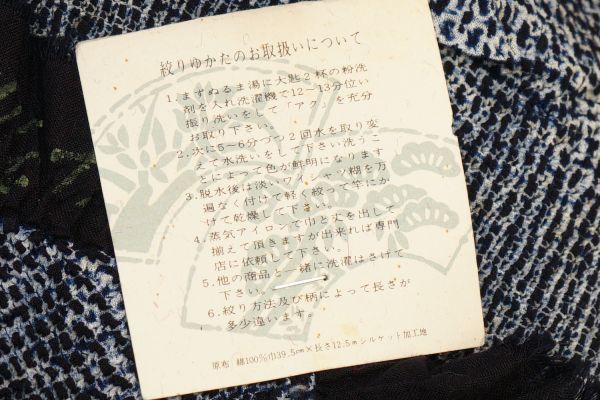 絞りゆかたのお取扱いについて
1.まずぬるま湯に大匙2杯の粉洗
剤を入れ洗濯機で12〜13分位い
振り洗いをして「アク」を充分
お取り下さい。
2.次に5〜6分づつ2回水を取り変
えて水洗いをして下さい洗うこ
とによって色が鮮明になります
3.脱水後は淡いワイシャツ糊を万
遍なく付けて軽く絞って竿にか
けて乾燥して下さい。
4.蒸気アイロンで巾と丈を出して
揃えて頂きますが出来れば専門
店に依頼して下さい。
5.他の商品と一緒に洗濯はさけて
下さい。
6.絞り方法及び柄によって長さが
多少違います。
原布 綿100%巾39.5cm×長さ12.5mシルケット加工地